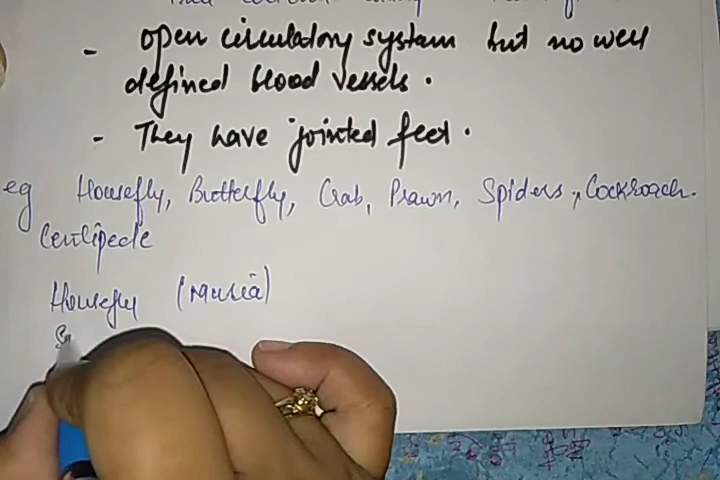 - open circulatory system but no well
defined blood vessels.
- They have jointed feet.
eg Housefly, Butterfly, Crab, Prawn, Spiders, Cockroach.
Centipede
Housefly (Musca)